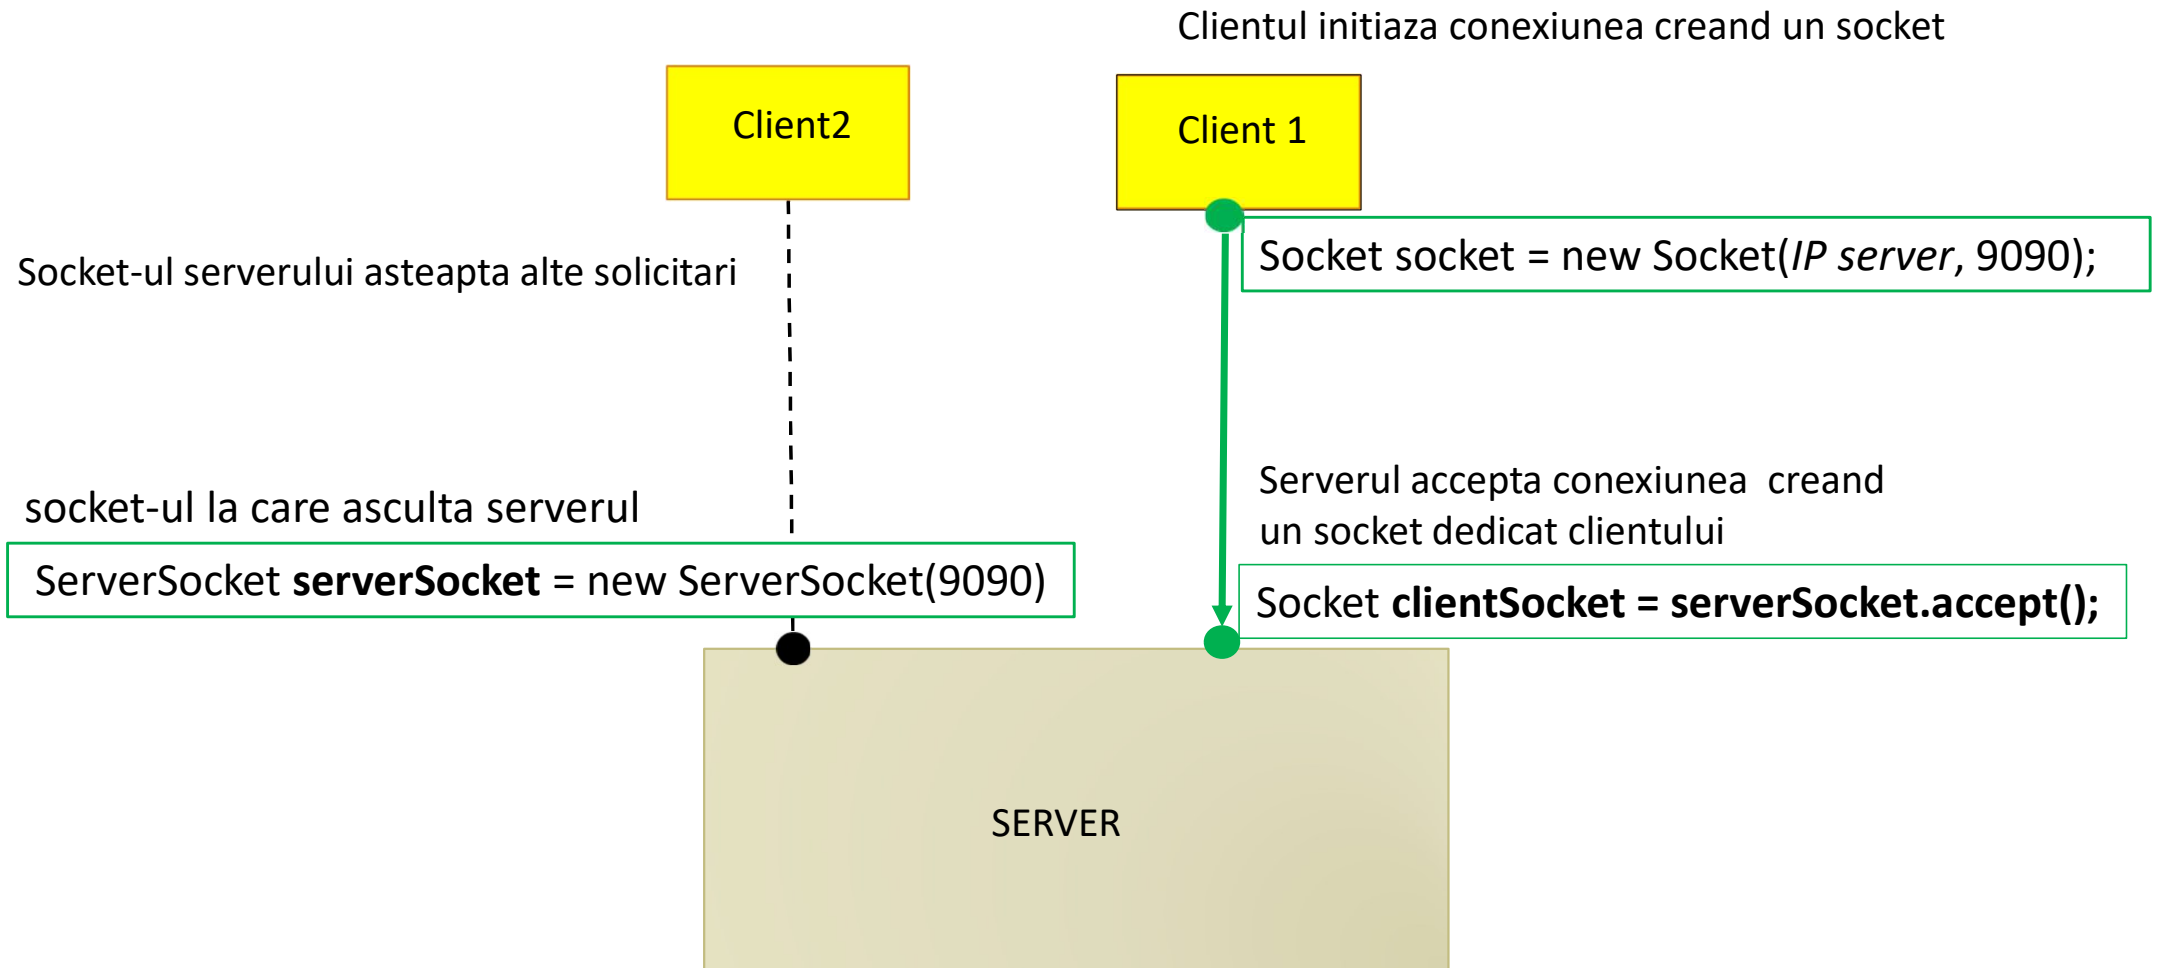 Clientul initiaza conexiunea creand un socket
Client2
Client 1
Socket socket = new Socket(IP server, 9090);
Socket-ul serverului asteapta alte solicitari
Serverul accepta conexiunea  creand
un socket dedicat clientului
socket-ul la care asculta serverul
ServerSocket serverSocket = new ServerSocket(9090)
Socket clientSocket = serverSocket.accept();
SERVER